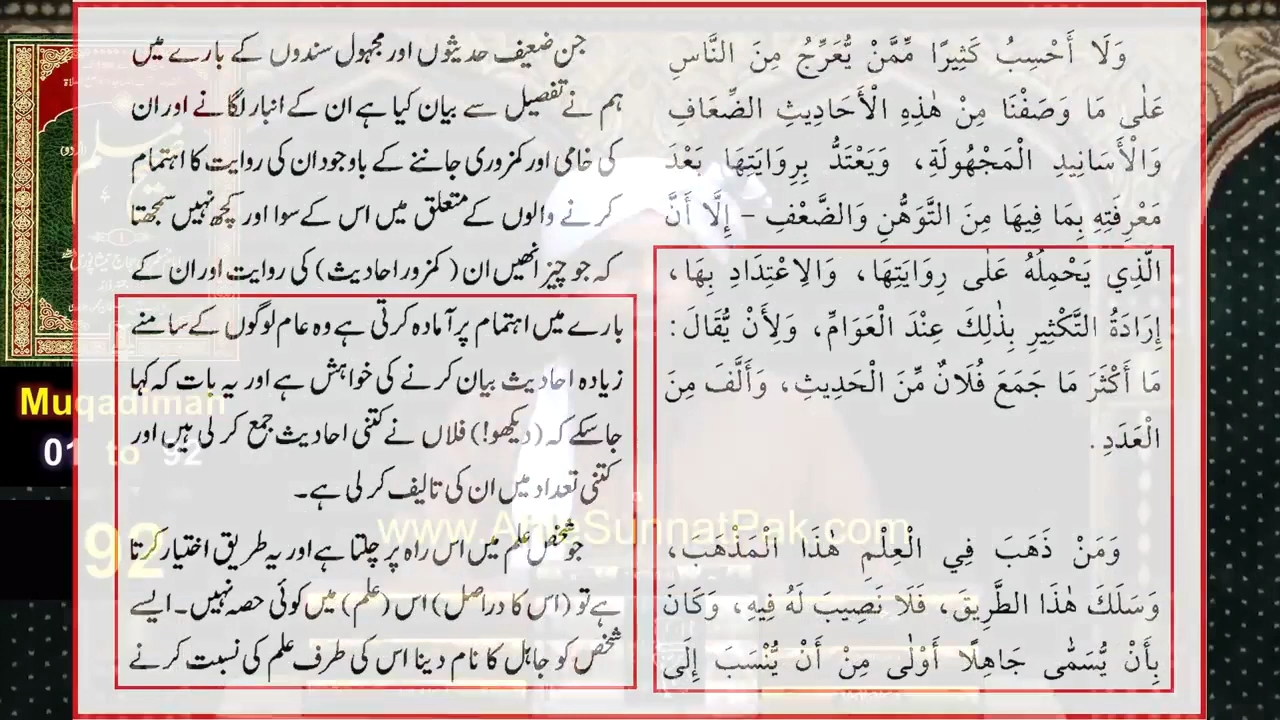 وَلَا أَحْسِبُ كَثِيرًا مِّمَّنْ يُّعَرِّجُ مِنَ النَّاسِ
عَلٰى مَا وَصَفْنَا مِنْ هٰذِهِ الْأَحَادِيثِ الضِّعَافِ
وَالْأَسَانِيدِ الْمَجْهُولَةِ، وَيَعْتَدُّ بِرِوَايَتِهَا بَعْدَ
مَعْرِفَتِهِ بِمَا فِيهَا مِنَ التَّوَهُّنِ وَالضَّعْفِ - إِلَّا أَنَّ
الَّذِي يَحْمِلُهُ عَلٰى رِوَايَتِهَا، وَالِاعْتِدَادِ بِهَا،
إِرَادَةُ التَّكْثِيرِ بِذٰلِكَ عِنْدَ الْعَوَامِّ، وَلِأَنْ يُّقَالَ:
مَا أَكْثَرَ مَا جَمَعَ فُلَانٌ مِّنَ الْحَدِيثِ، وَأَلَّفَ مِنَ
الْعَدَدِ.
وَمَنْ ذَهَبَ فِي الْعِلْمِ هٰذَا الْمَذْهَبَ،
وَسَلَكَ هٰذَا الطَّرِيقَ، فَلَا نَصِيبَ لَهُ فِيهِ، وَكَانَ
بِأَنْ يُّسَمّٰى جَاهِلًا أَوْلٰى مِنْ أَنْ يُّنْسَبَ إِلَى
جن ضعیف حدیثوں اور مجہول سندوں کے بارے میں
ہم نے تفصیل سے بیان کیا ہے ان کے انبار لگانے اور ان
کی خامی اور کمزوری جاننے کے باوجود ان کی روایت کا اہتمام
کرنے والوں کے متعلق میں اس کے سوا اور کچھ نہیں سمجھتا
کہ جو چیز انھیں ان (کمزور احادیث) کی روایت اور ان کے
بارے میں اہتمام پر آمادہ کرتی ہے وہ عام لوگوں کے سامنے
زیادہ احادیث بیان کرنے کی خواہش ہے اور یہ بات کہ کہا
جا سکے کہ (دیکھو!) فلاں نے کتنی احادیث جمع کر لی ہیں اور
کتنی تعداد میں ان کی تالیف کر لی ہے۔
جو شخص علم میں اس راہ پر چلتا ہے اور یہ طریق اختیار کرتا
ہے تو (اس کا دراصل) اس (علم) میں کوئی حصہ نہیں۔ ایسے
شخص کو جاہل کا نام دینا اس کی طرف علم کی نسبت کرنے
Muqadimah
01 to 92
92
www.AhleSunnatPak.com